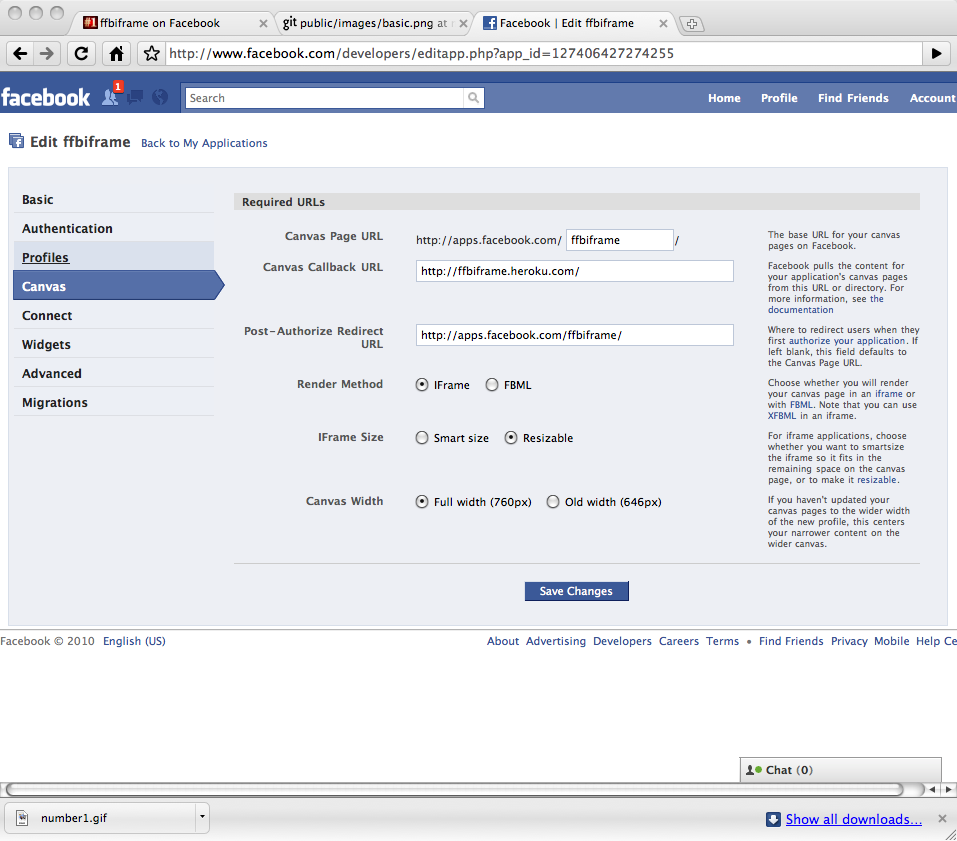 #1 ffbiframe on Facebook
git public/images/basic.png at
Facebook | Edit ffbiframe
http://www.facebook.com/developers/editapp.php?app_id=127406427274255
facebook
1
Search
Home Profile Find Friends Account
Edit ffbiframe Back to My Applications
Basic
Authentication
Profiles
Canvas
Connect
Widgets
Advanced
Migrations
Required URLs
Canvas Page URL http://apps.facebook.com/ ffbiframe /
The base URL for your canvas
pages on Facebook.
Canvas Callback URL http://ffbiframe.heroku.com/
Facebook pulls the content for
your application's canvas pages
from this URL or directory. For
more information, see the
documentation
Post-Authorize Redirect
URL
http://apps.facebook.com/ffbiframe/
Where to redirect users when they
first authorize your application. If
left blank, this field defaults to
the Canvas Page URL.
Render Method IFrame FBML
Choose whether you will render
your canvas page in an iframe or
with FBML. Note that you can use
XFBML in an iframe.
IFrame Size Smart size Resizable
For iframe applications, choose
whether you want to smartsize
the iframe so it fits in the
remaining space on the canvas
page, or to make it resizable.
Canvas Width Full width (760px) Old width (646px)
If you haven't updated your
canvas pages to the wider width
of the new profile, this centers
your narrower content on the
wider canvas.
Save Changes
Facebook © 2010 English (US)
About Advertising Developers Careers Terms • Find Friends Privacy Mobile Help Ce
Chat (0)
number1.gif
Show all downloads...